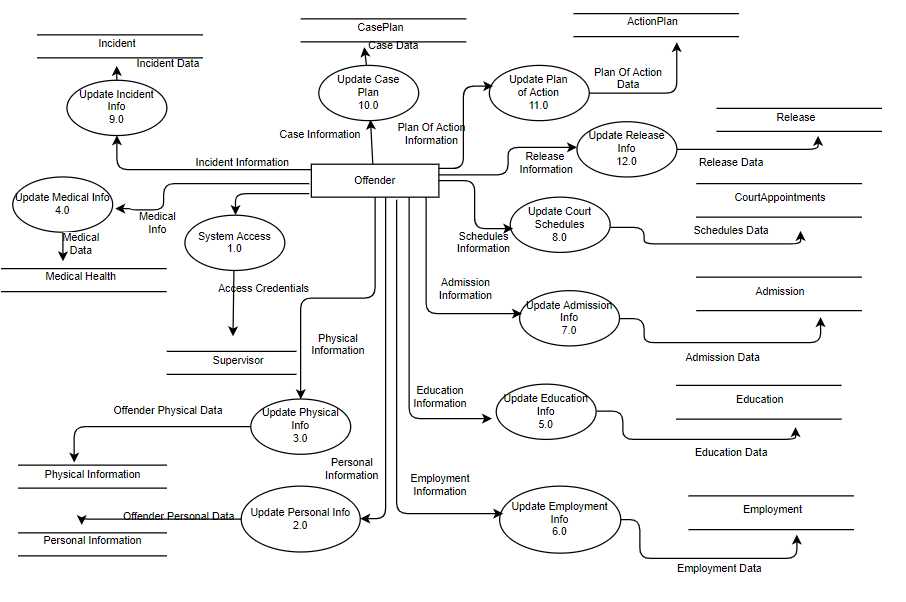 ActionPlan
CasePlan
Incident
Case Data
Incident Data
Update Case
Plan
10.0
Update Plan
of Action
11.0
Plan Of Action
Data
Update Incident
Info
9.0
Release
Case Information
Plan Of Action
Information
Update Release
Info
12.0
Incident Information
Release
Information
Release Data
Offender
Update Medical Info
4.0
CourtAppointments
Medical
Info
System Access
1.0
Update Court
Schedules
8.0
Schedules
Information
Schedules Data
Medical
Data
Medical Health
Access Credentials
Admission
Information
Admission
Update Admission
Info
7.0
Physical
Information
Supervisor
Admission Data
Education
Information
Update Education
Info
5.0
Education
Offender Physical Data
Update Physical
Info
3.0
Education Data
Physical Information
Personal
Information
Employment
Information
Offender Personal Data
Update Personal Info
2.0
Update Employment
Info
6.0
Employment
Personal Information
Employment Data